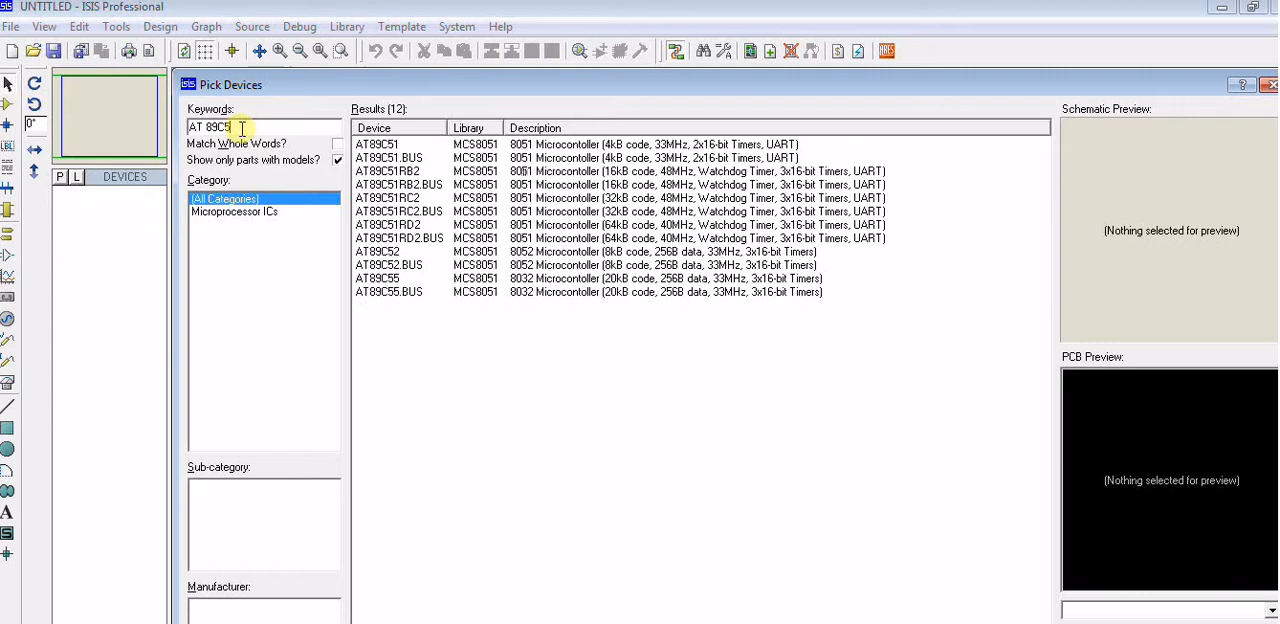 UNTITLED - ISIS Professional
File View Edit Tools Design Graph Source Debug Library Template System Help
Pick Devices
Keywords:
AT 89C5
Match Whole Words?
Show only parts with models?
Category:
(All Categories)
Microprocessor ICs
Sub-category:
Manufacturer:
0°
P L DEVICES
LBL
A
S
ARES
Results (12):
Device Library Description
AT89C51 MCS8051 8051 Microcontoller (4kB code, 33MHz, 2x16-bit Timers, UART)
AT89C51.BUS MCS8051 8051 Microcontoller (4kB code, 33MHz, 2x16-bit Timers, UART)
AT89C51RB2 MCS8051 8051 Microcontoller (16kB code, 48MHz, Watchdog Timer, 3x16-bit Timers, UART)
AT89C51RB2.BUS MCS8051 8051 Microcontoller (16kB code, 48MHz, Watchdog Timer, 3x16-bit Timers, UART)
AT89C51RC2 MCS8051 8051 Microcontoller (32kB code, 48MHz, Watchdog Timer, 3x16-bit Timers, UART)
AT89C51RC2.BUS MCS8051 8051 Microcontoller (32kB code, 48MHz, Watchdog Timer, 3x16-bit Timers, UART)
AT89C51RD2 MCS8051 8051 Microcontoller (64kB code, 40MHz, Watchdog Timer, 3x16-bit Timers, UART)
AT89C51RD2.BUS MCS8051 8051 Microcontoller (64kB code, 40MHz, Watchdog Timer, 3x16-bit Timers, UART)
AT89C52 MCS8051 8052 Microcontoller (8kB code, 256B data, 33MHz, 3x16-bit Timers)
AT89C52.BUS MCS8051 8052 Microcontoller (8kB code, 256B data, 33MHz, 3x16-bit Timers)
AT89C55 MCS8051 8032 Microcontoller (20kB code, 256B data, 33MHz, 3x16-bit Timers)
AT89C55.BUS MCS8051 8032 Microcontoller (20kB code, 256B data, 33MHz, 3x16-bit Timers)
Schematic Preview:
(Nothing selected for preview)
PCB Preview:
(Nothing selected for preview)